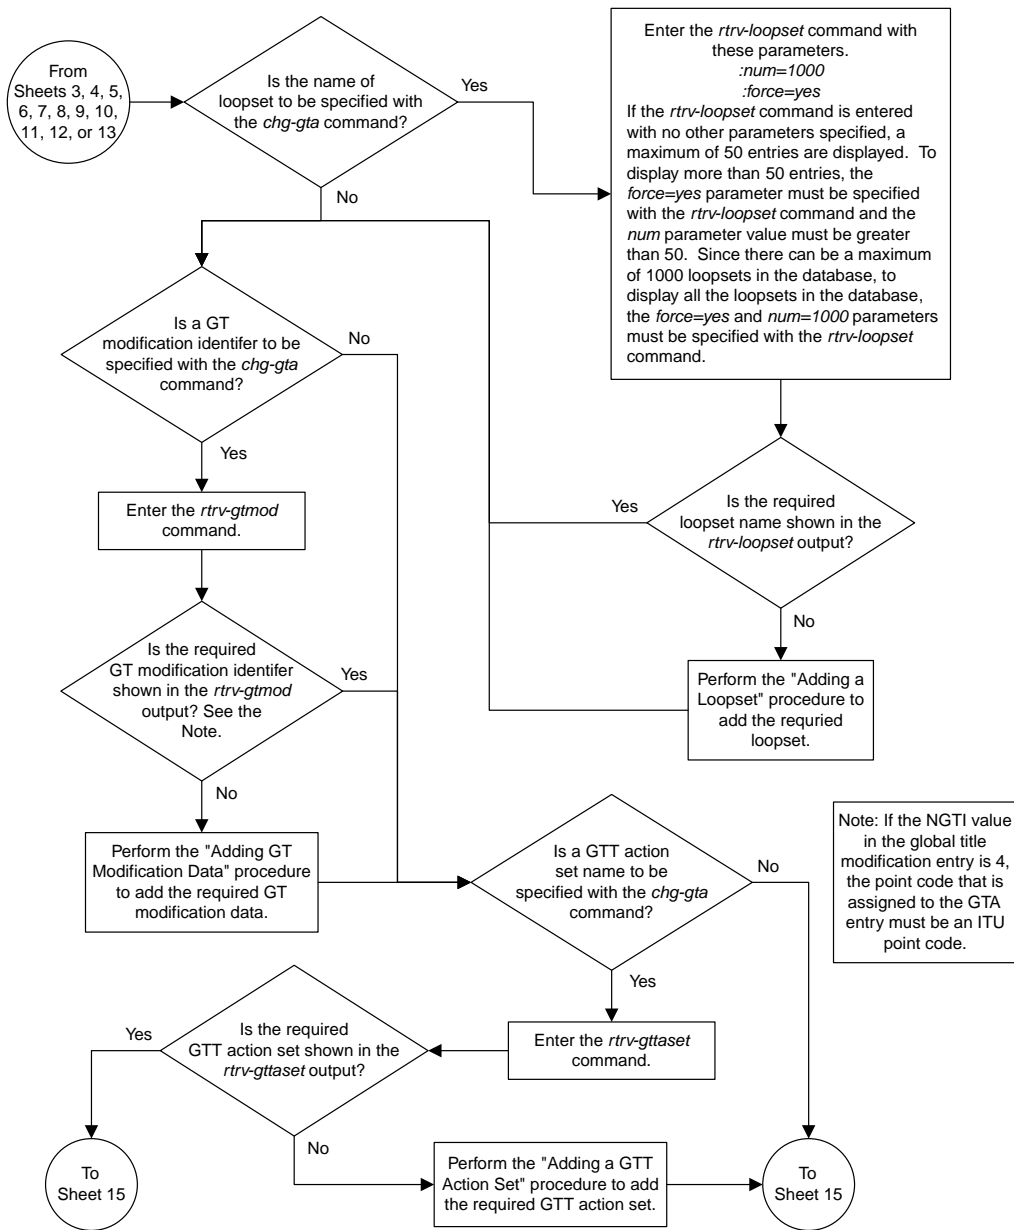 From
Sheets 3, 4, 5,
6, 7, 8, 9, 10,
11, 12, or 13
Is the name of
loopset to be specified with
the chg-gta command?
Yes
No
Enter the rtrv-loopset command with
these parameters.
:num=1000
:force=yes
If the rtrv-loopset command is entered
with no other parameters specified, a
maximum of 50 entries are displayed. To
display more than 50 entries, the
force=yes parameter must be specified
with the rtrv-loopset command and the
num parameter value must be greater
than 50. Since there can be a maximum
of 1000 loopsets in the database, to
display all the loopsets in the database,
the force=yes and num=1000 parameters
must be specified with the rtrv-loopset
command.
Is a GT
modification identifer to be
specified with the chg-gta
command?
No
Yes
Enter the rtrv-gtmod
command.
Is the required
loopset name shown in the
rtrv-loopset output?
Yes
No
Is the required
GT modification identifer
shown in the rtrv-gtmod
output? See the
Note.
Yes
No
Perform the "Adding a
Loopset" procedure to
add the requried
loopset.
Perform the "Adding GT
Modification Data" procedure
to add the required GT
modification data.
Is a GTT action
set name to be
specified with the chg-gta
command?
No
Yes
Note: If the NGTI value
in the global title
modification entry is 4,
the point code that is
assigned to the GTA
entry must be an ITU
point code.
Enter the rtrv-gttaset
command.
Is the required
GTT action set shown in the
rtrv-gttaset output?
Yes
No
To
Sheet 15
Perform the "Adding a GTT
Action Set" procedure to add
the required GTT action set.
To
Sheet 15